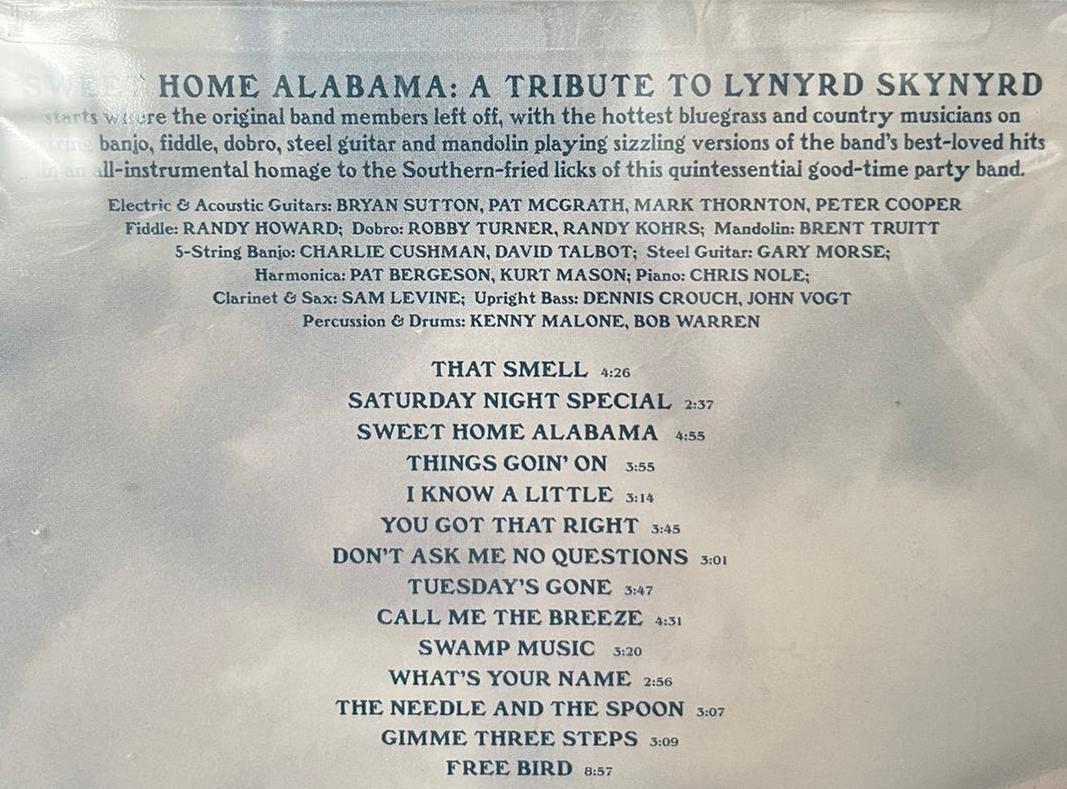 SWEET HOME ALABAMA: A TRIBUTE TO LYNYRD SKYNYRD
starts where the original band members left off, with the hottest bluegrass and country musicians on
string banjo, fiddle, dobro, steel guitar and mandolin playing sizzling versions of the band's best-loved hits
in an all-instrumental homage to the Southern-fried licks of this quintessential good-time party band.
Electric & Acoustic Guitars: BRYAN SUTTON, PAT MCGRATH, MARK THORNTON, PETER COOPER
Fiddle: RANDY HOWARD; Dobro: ROBBY TURNER, RANDY KOHRS; Mandolin: BRENT TRUITT
5-String Banjo: CHARLIE CUSHMAN, DAVID TALBOT; Steel Guitar: GARY MORSE;
Harmonica: PAT BERGESON, KURT MASON; Piano: CHRIS NOLE;
Clarinet & Sax: SAM LEVINE; Upright Bass: DENNIS CROUCH, JOHN VOGT
Percussion & Drums: KENNY MALONE, BOB WARREN
THAT SMELL 4:26
SATURDAY NIGHT SPECIAL 2:37
SWEET HOME ALABAMA 4:55
THINGS GOIN' ON 3:55
I KNOW A LITTLE 3:14
YOU GOT THAT RIGHT 3:45
DON'T ASK ME NO QUESTIONS 3:01
TUESDAY'S GONE 3:47
CALL ME THE BREEZE 4:31
SWAMP MUSIC 3:20
WHAT'S YOUR NAME 2:56
THE NEEDLE AND THE SPOON 3:07
GIMME THREE STEPS 3:09
FREE BIRD 8:57